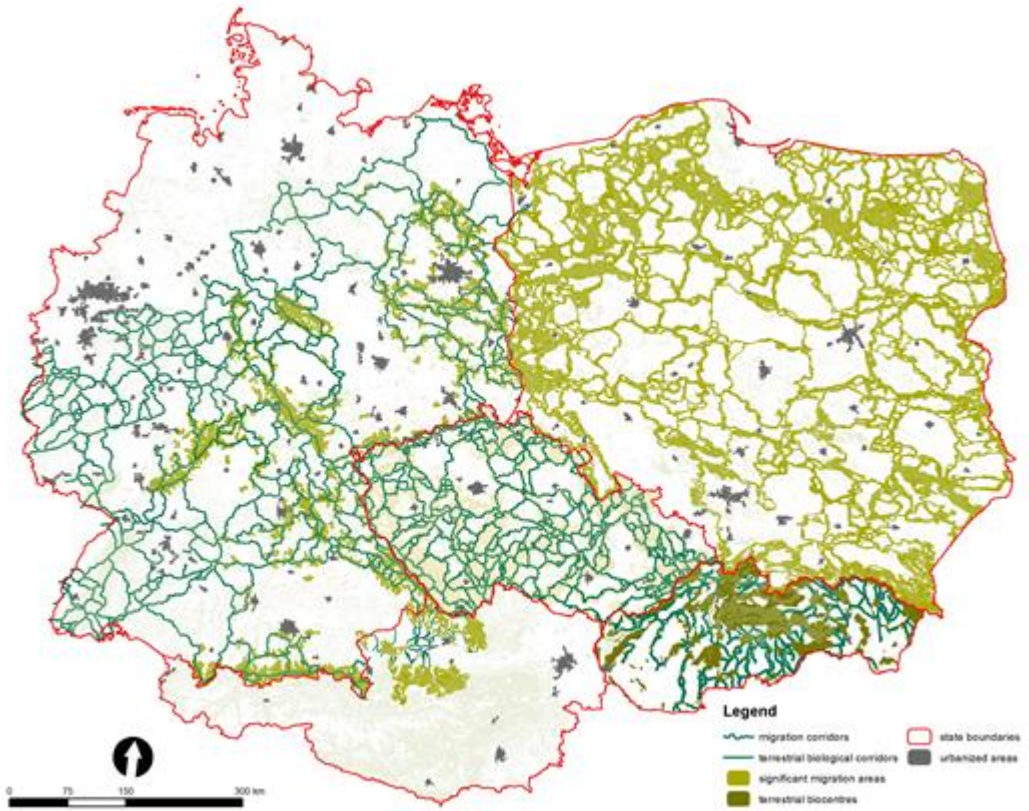 Legend
migration corridors
terrestrial biological corridors
significant migration areas
terrestrial biocentres
state boundaries
urbanized areas
0 75 150 300 km